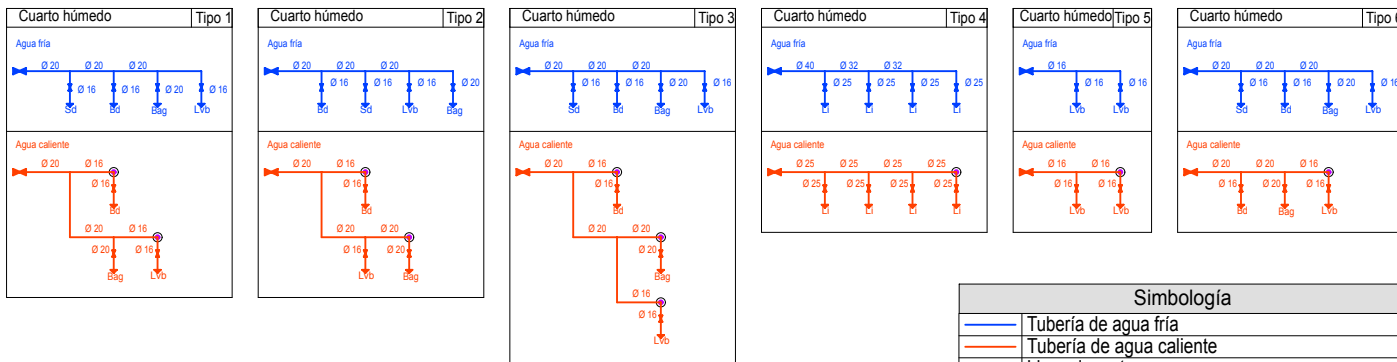 Cuarto húmedo Tipo 1
Agua fría
Ø 20 Ø 20 Ø 20
Ø 16 Ø 16 Ø 20 Ø 16
Sd Bd Bag Lvb
Agua caliente
Ø 20 Ø 16
Ø 16
Bd
Ø 20 Ø 16
Ø 20 Ø 16
Bag Lvb
Cuarto húmedo Tipo 2
Agua fría
Ø 20 Ø 20 Ø 20
Ø 16 Ø 16 Ø 16 Ø 20
Bd Sd Lvb Bag
Agua caliente
Ø 20 Ø 16
Ø 16
Bd
Ø 20 Ø 20
Ø 16 Ø 20
Lvb Bag
Cuarto húmedo Tipo 3
Agua fría
Ø 20 Ø 20 Ø 20
Ø 16 Ø 16 Ø 20 Ø 16
Sd Bd Bag Lvb
Agua caliente
Ø 20 Ø 16
Ø 16
Bd
Ø 20 Ø 20
Ø 20
Bag
Ø 16
Ø 16
Lvb
Cuarto húmedo Tipo 4
Agua fría
Ø 40 Ø 32 Ø 32
Ø 25 Ø 25 Ø 25 Ø 25
Li Li Li Li
Agua caliente
Ø 25 Ø 25 Ø 25 Ø 25
Ø 25 Ø 25 Ø 25 Ø 25
Li Li Li Li
Cuarto húmedo Tipo 5
Agua fría
Ø 16
Ø 16 Ø 16
Lvb Lvb
Agua caliente
Ø 16 Ø 16
Ø 16 Ø 16
Lvb Lvb
Cuarto húmedo Tipo 6
Agua fría
Ø 20 Ø 20 Ø 20
Ø 16 Ø 16 Ø 20 Ø 16
Sd Bd Bag Lvb
Agua caliente
Ø 20 Ø 20 Ø 16
Ø 16 Ø 20 Ø 16
Bd Bag Lvb
Simbología
Tubería de agua fría
Tubería de agua caliente